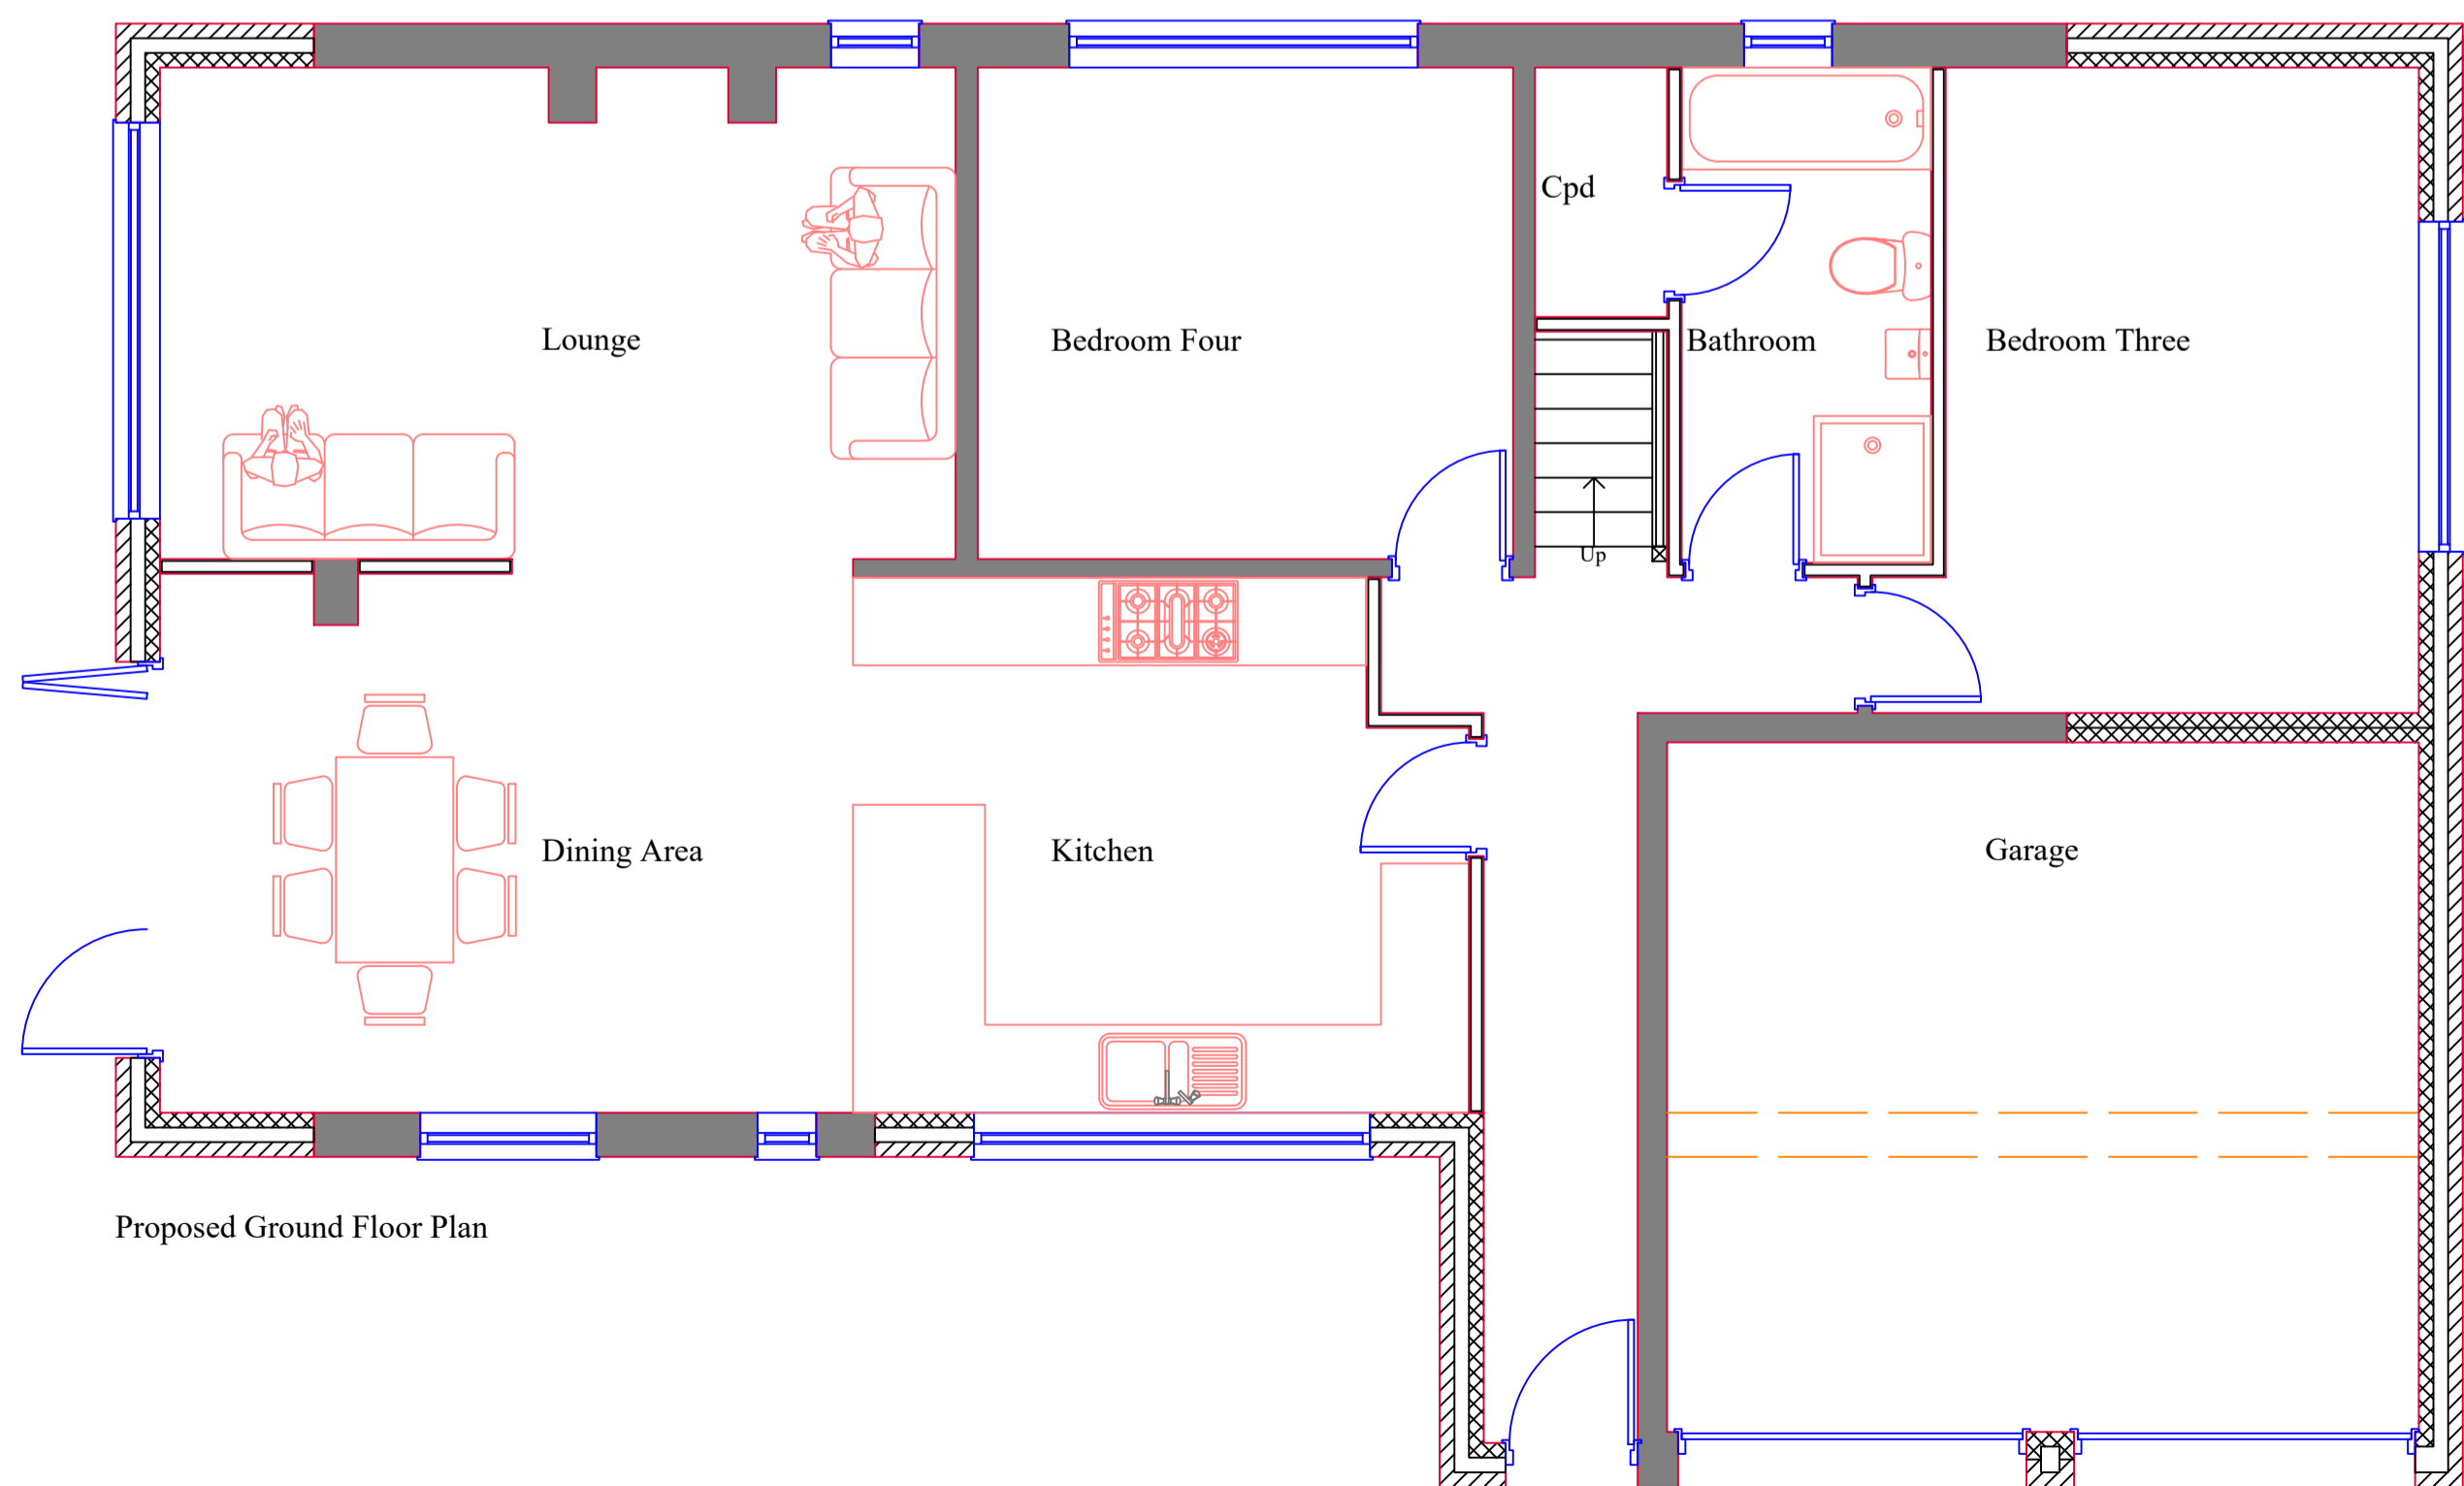 Cpd
Lounge
Bedroom Four
Bathroom
Bedroom Three
Up
Dining Area
Kitchen
Garage
Proposed Ground Floor Plan